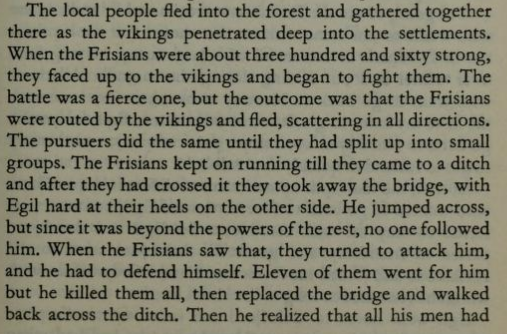 The local people fled into the forest and gathered together
there as the vikings penetrated deep into the settlements.
When the Frisians were about three hundred and sixty strong,
they faced up to the vikings and began to fight them. The
battle was a fierce one, but the outcome was that the Frisians
were routed by the vikings and fled, scattering in all directions.
The pursuers did the same until they had split up into small
groups. The Frisians kept on running till they came to a ditch
and after they had crossed it they took away the bridge, with
Egil hard at their heels on the other side. He jumped across,
but since it was beyond the powers of the rest, no one followed
him. When the Frisians saw that, they turned to attack him,
and he had to defend himself. Eleven of them went for him
but he killed them all, then replaced the bridge and walked
back across the ditch. Then he realized that all his men had